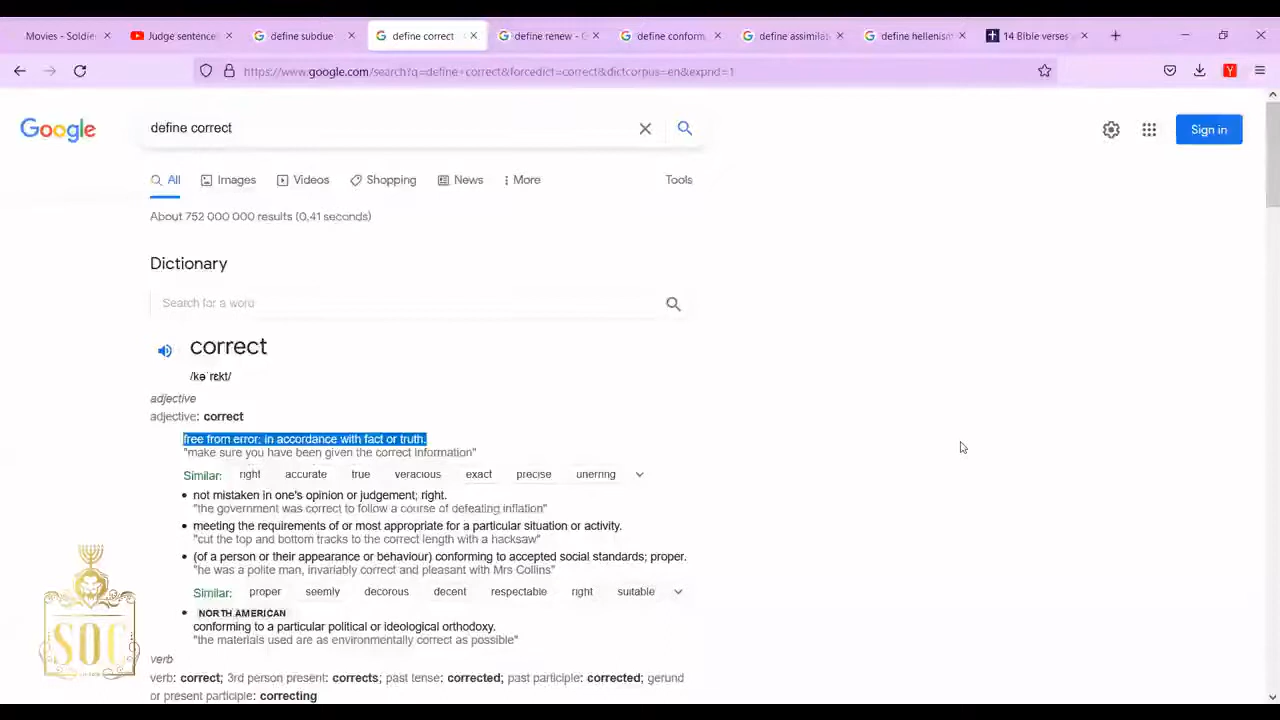 Movies - Soldie
Judge sentence
define subdue
define correct
define renew - G
define conform
define assimilat
define hellenism
14 Bible verses
https://www.google.com/search?q=define+correct&forcedict=correct&dictcorpus=en&expnd=1
Google
define correct
Sign in
All
Images
Videos
Shopping
News
More
Tools
About 752 000 000 results (0,41 seconds)
Dictionary
Search for a word
correct
/kəˈrɛkt/
adjective
adjective: correct
free from error; in accordance with fact or truth.
"make sure you have been given the correct information"
Similar: right accurate true veracious exact precise unerring
• not mistaken in one's opinion or judgement; right.
"the government was correct to follow a course of defeating inflation"
• meeting the requirements of or most appropriate for a particular situation or activity.
"cut the top and bottom tracks to the correct length with a hacksaw"
• (of a person or their appearance or behaviour) conforming to accepted social standards; proper.
"he was a polite man, invariably correct and pleasant with Mrs Collins"
Similar: proper seemly decorous decent respectable right suitable
• NORTH AMERICAN
conforming to a particular political or ideological orthodoxy.
"the materials used are as environmentally correct as possible"
SOC
verb
verb: correct; 3rd person present: corrects; past tense: corrected; past participle: corrected; gerund
or present participle: correcting